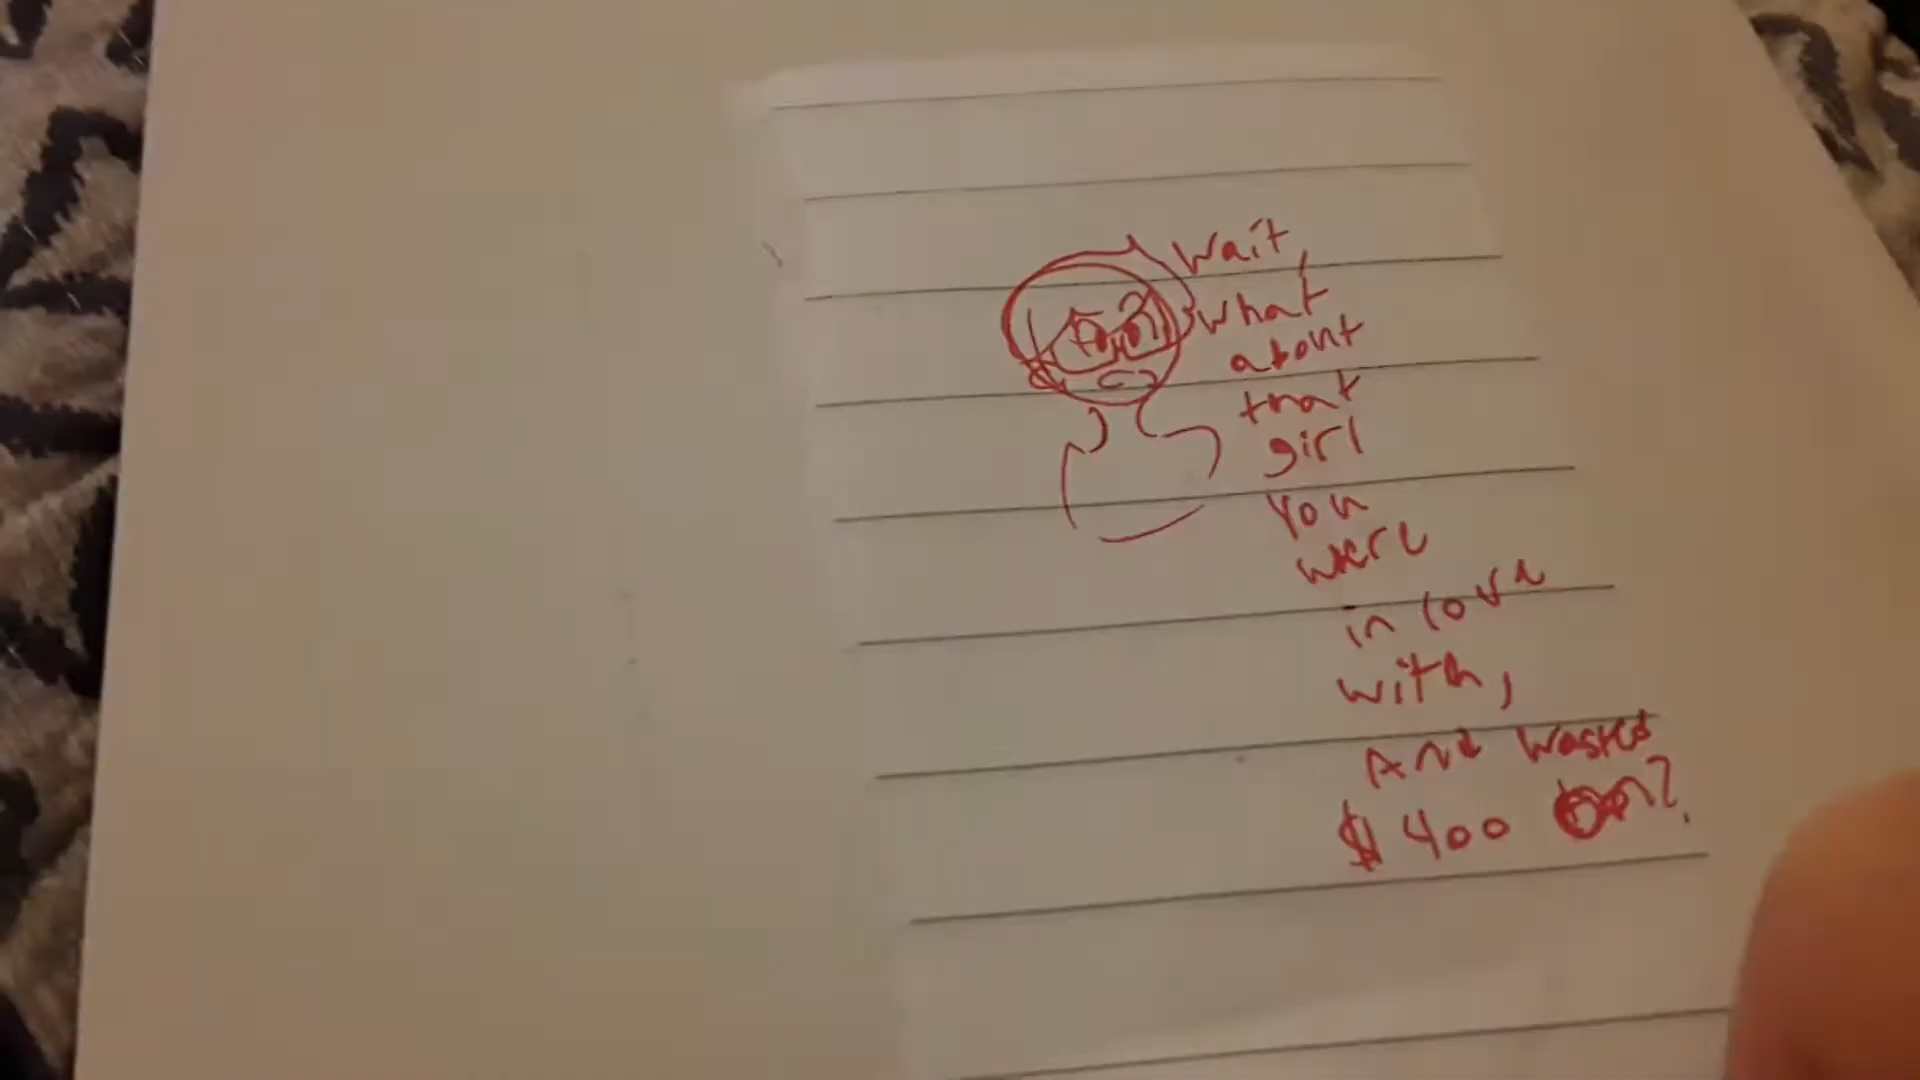 Wait,
what
about
that
girl
You
were
in love
with,
And wasted
$400 on?